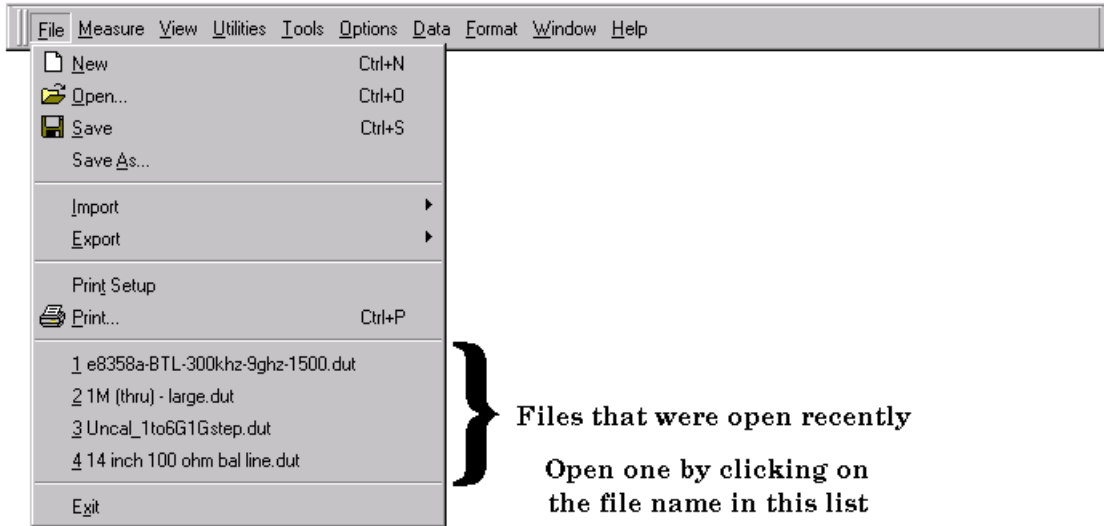 File Measure View Utilities Tools Options Data Format Window Help
New Ctrl+N
Open... Ctrl+O
Save Ctrl+S
Save As...
Import
Export
Print Setup
Print... Ctrl+P
1 e8358a-BTL-300khz-9ghz-1500.dut
2 1M (thru) - large.dut
3 Uncal_1to6G1Gstep.dut
4 14 inch 100 ohm bal line.dut
Exit
Files that were open recently
Open one by clicking on
the file name in this list